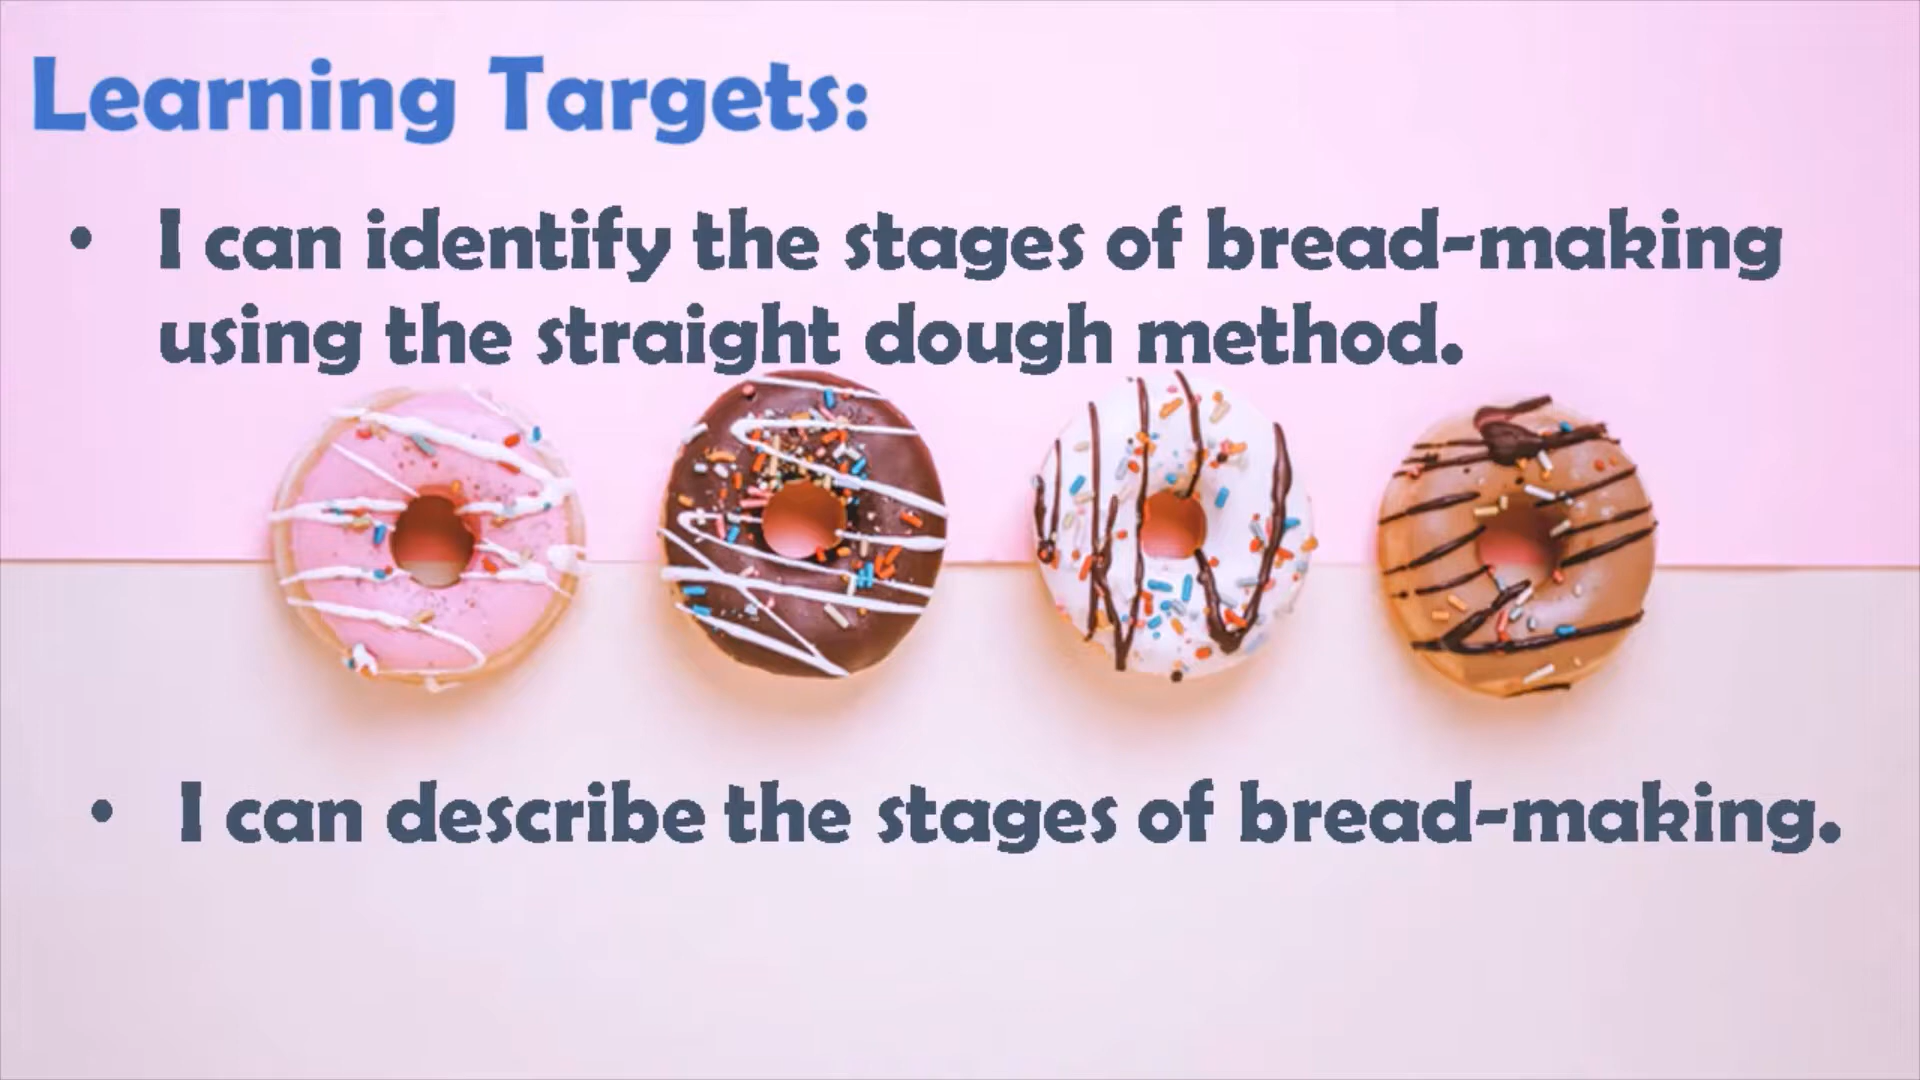 Learning Targets:
• I can identify the stages of bread-making
using the straight dough method.
• I can describe the stages of bread-making.